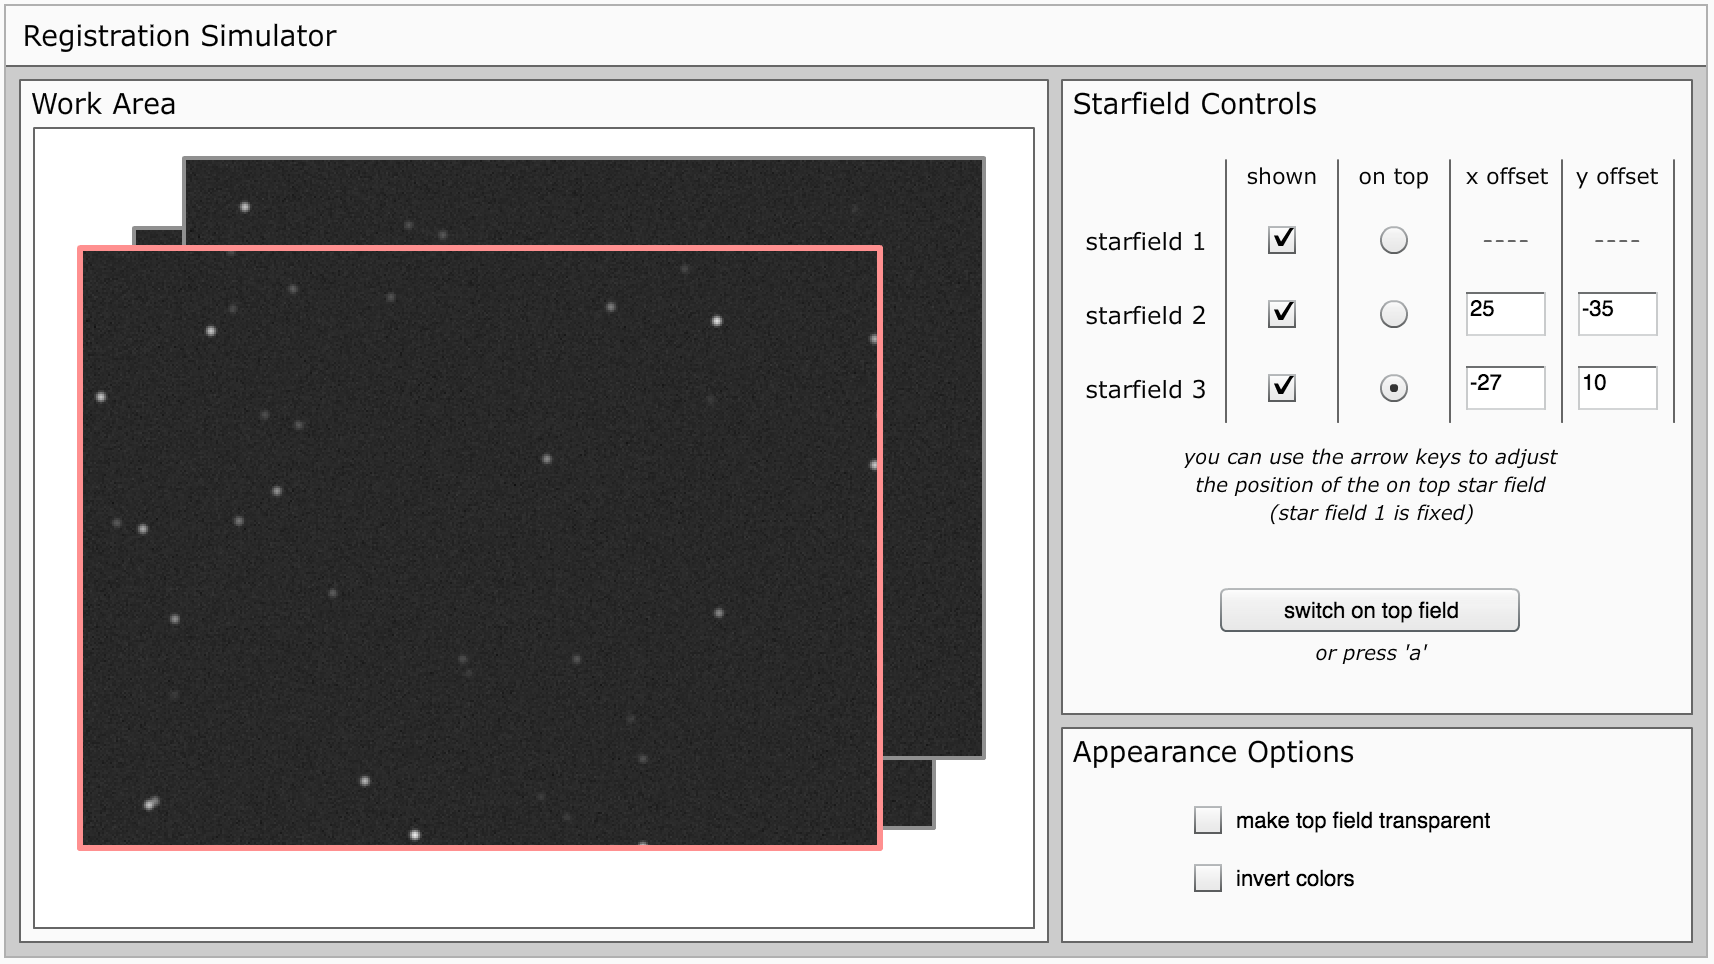 Registration Simulator
Work Area
Starfield Controls
shown on top x offset y offset
starfield 1 ---- ----
starfield 2 25 -35
starfield 3 -27 10
you can use the arrow keys to adjust
the position of the on top star field
(star field 1 is fixed)
switch on top field
or press 'a'
Appearance Options
make top field transparent
invert colors